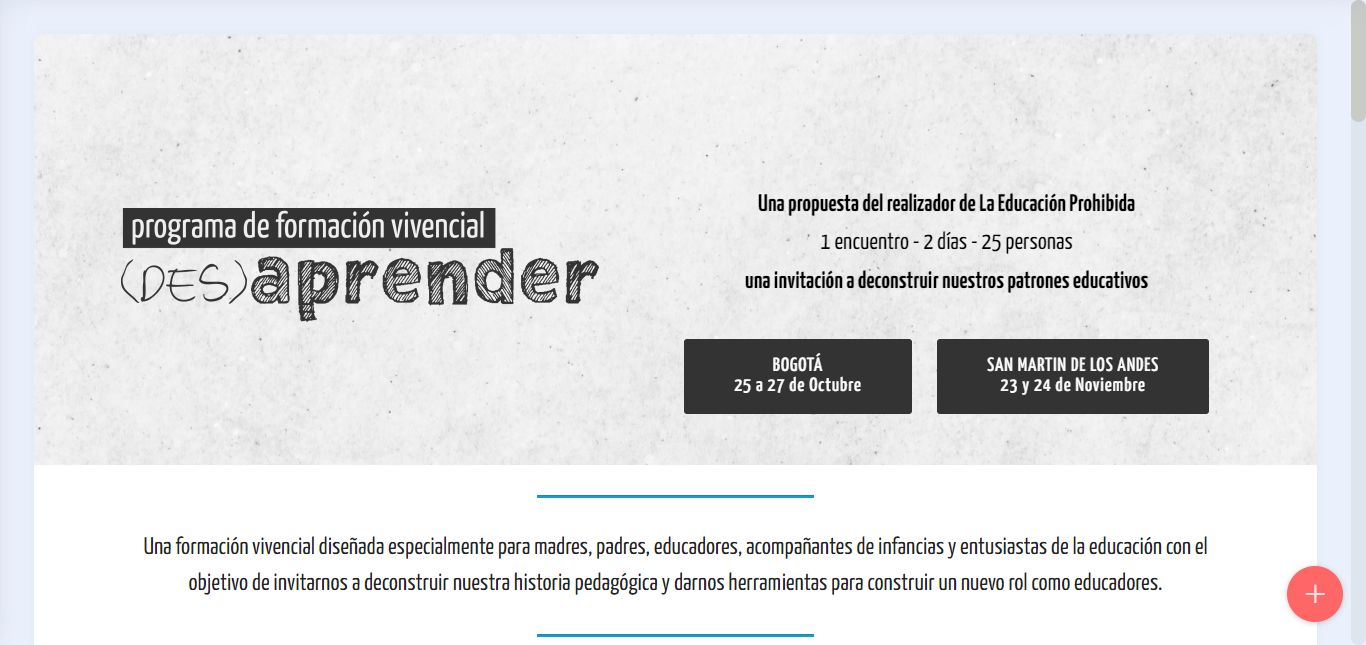 programa de formación vivencial
(DES)aprender
Una propuesta del realizador de La Educación Prohibida
1 encuentro - 2 días - 25 personas
una invitación a deconstruir nuestros patrones educativos
BOGOTÁ
25 a 27 de Octubre
SAN MARTIN DE LOS ANDES
23 y 24 de Noviembre
Una formación vivencial diseñada especialmente para madres, padres, educadores, acompañantes de infancias y entusiastas de la educación con el
objetivo de invitarnos a deconstruir nuestra historia pedagógica y darnos herramientas para construir un nuevo rol como educadores.